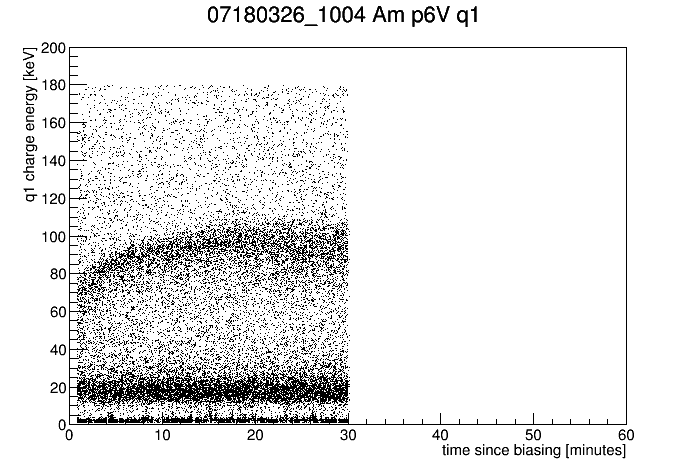 07180326_1004 Am p6V q1
q1 charge energy [keV]
200
180
160
140
120
100
80
60
40
20
0
0 10 20 30 40 50 60
time since biasing [minutes]